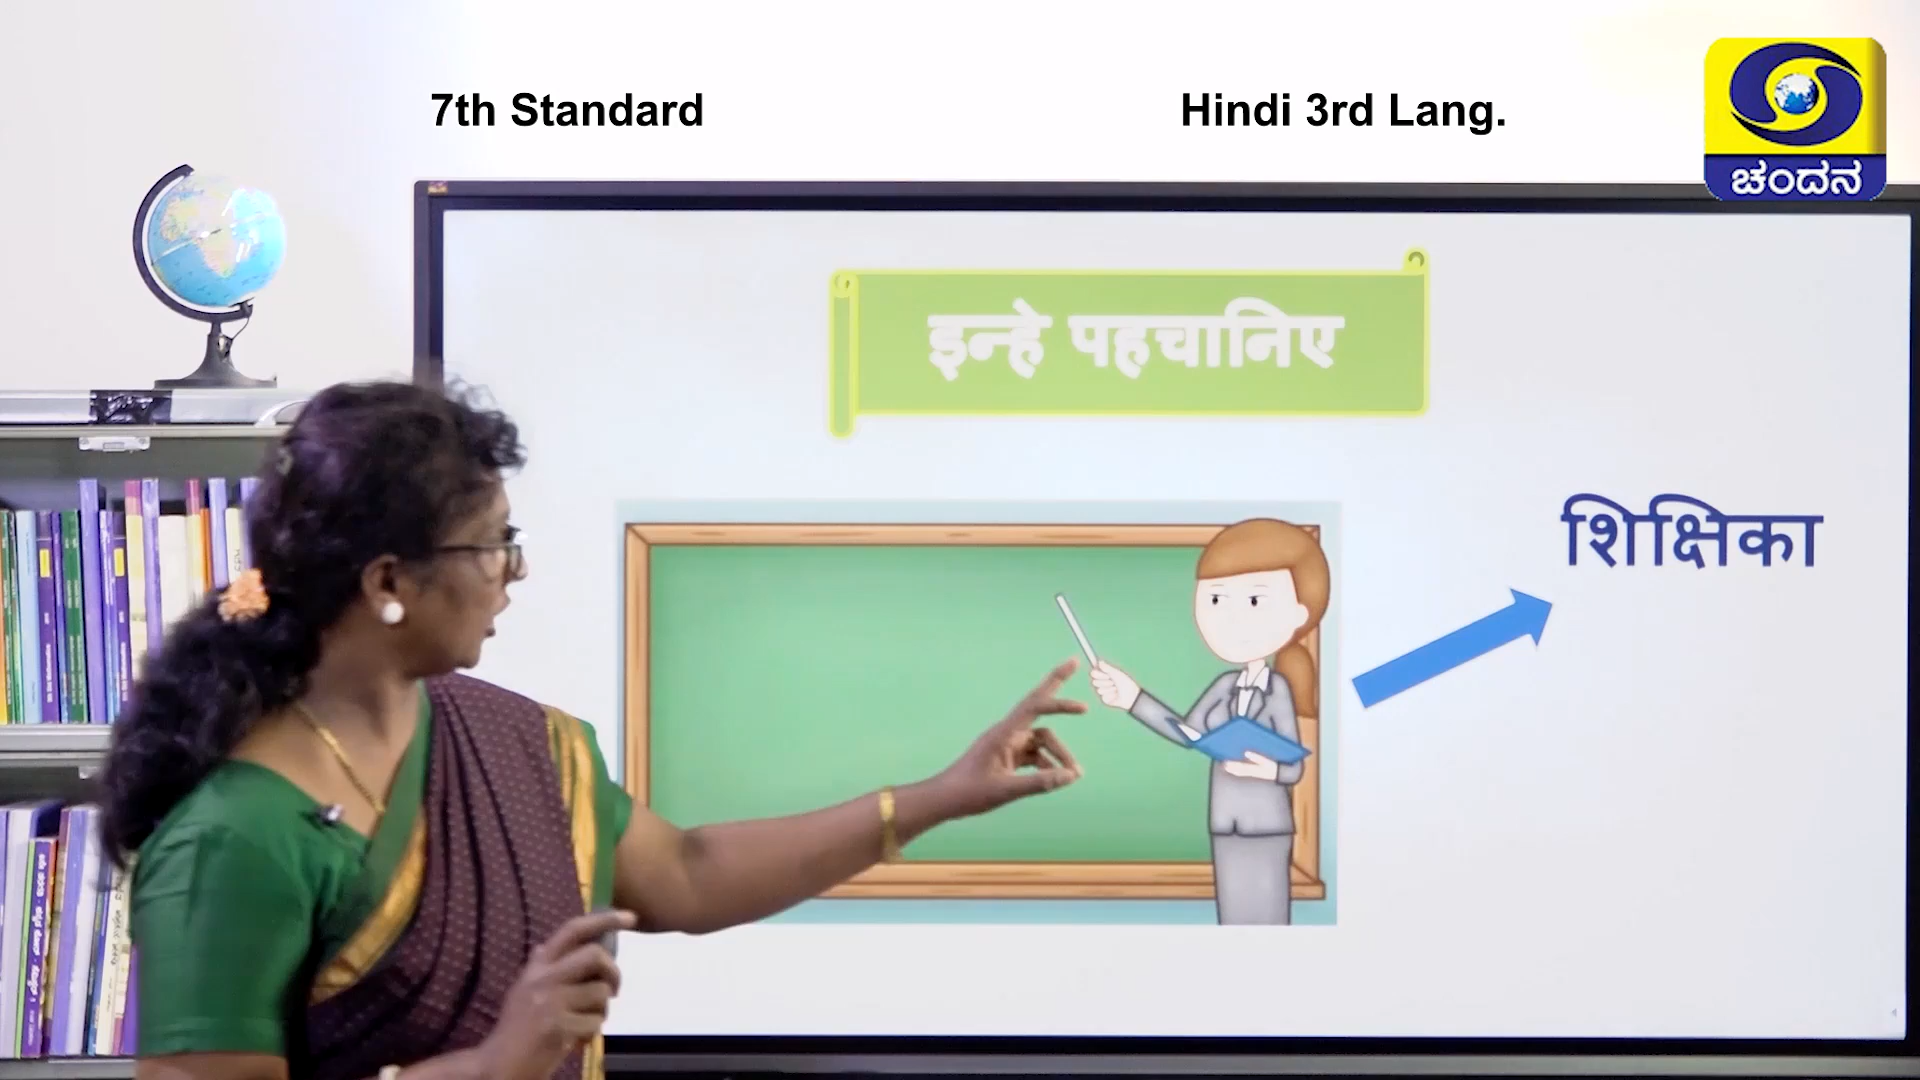 7th Standard
Hindi 3rd Lang.
ಚಂದನ
इन्हे पहचानिए
शिक्षिका